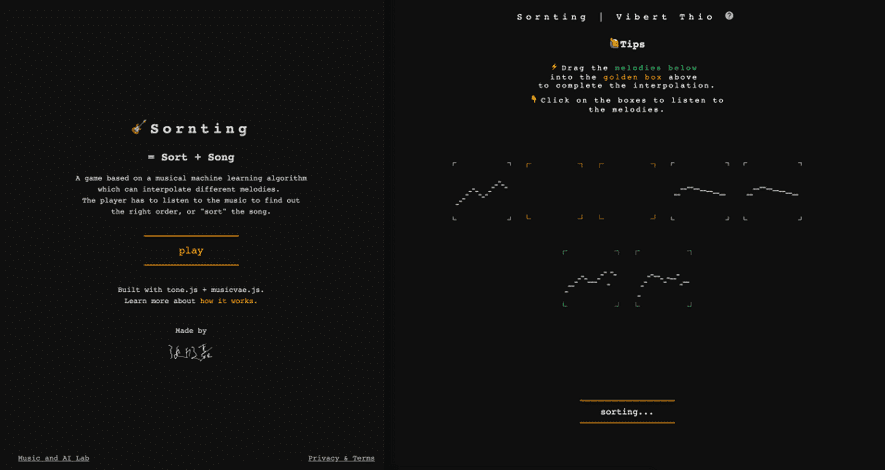 Sornting
= Sort + Song
A game based on a musical machine learning algorithm
which can interpolate different melodies.
The player has to listen to the music to find out
the right order, or "sort" the song.
play
Built with tone.js + musicvae.js.
Learn more about how it works.
Made by
Music and AI Lab
Privacy & Terms
Sornting | Vibert Thio ?
Tips
Drag the melodies below
into the golden box above
to complete the interpolation.
Click on the boxes to listen to
the melodies.
sorting...